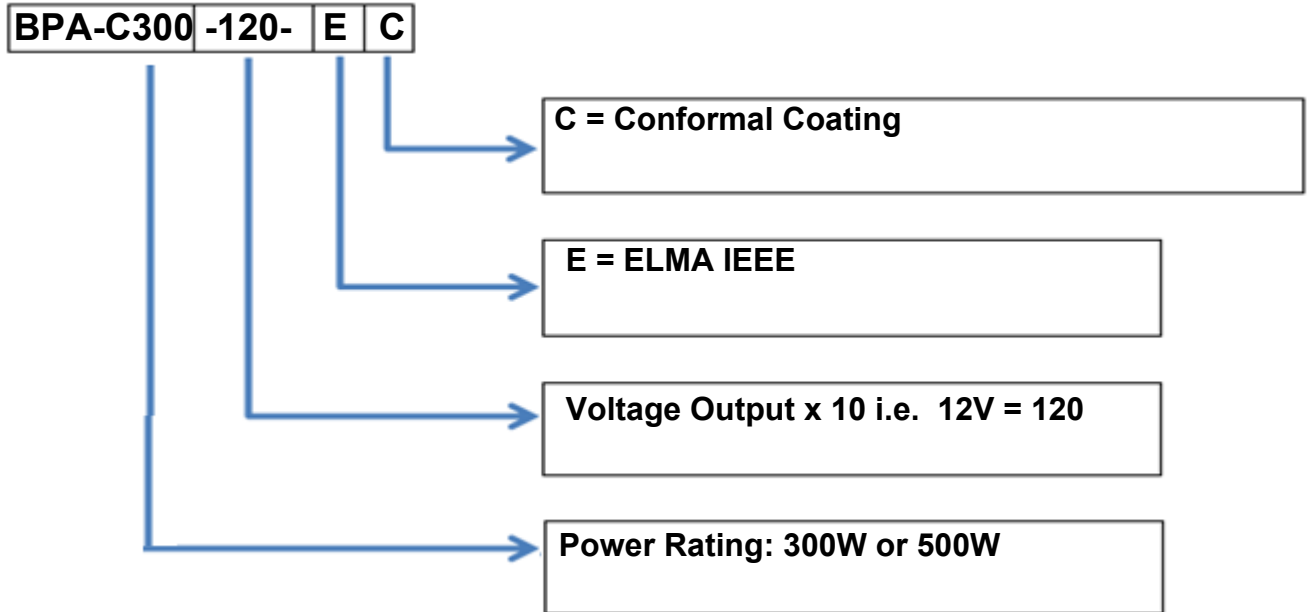 BPA-C300 -120- E C
C = Conformal Coating
E = ELMA IEEE
Voltage Output x 10 i.e. 12V = 120
Power Rating: 300W or 500W